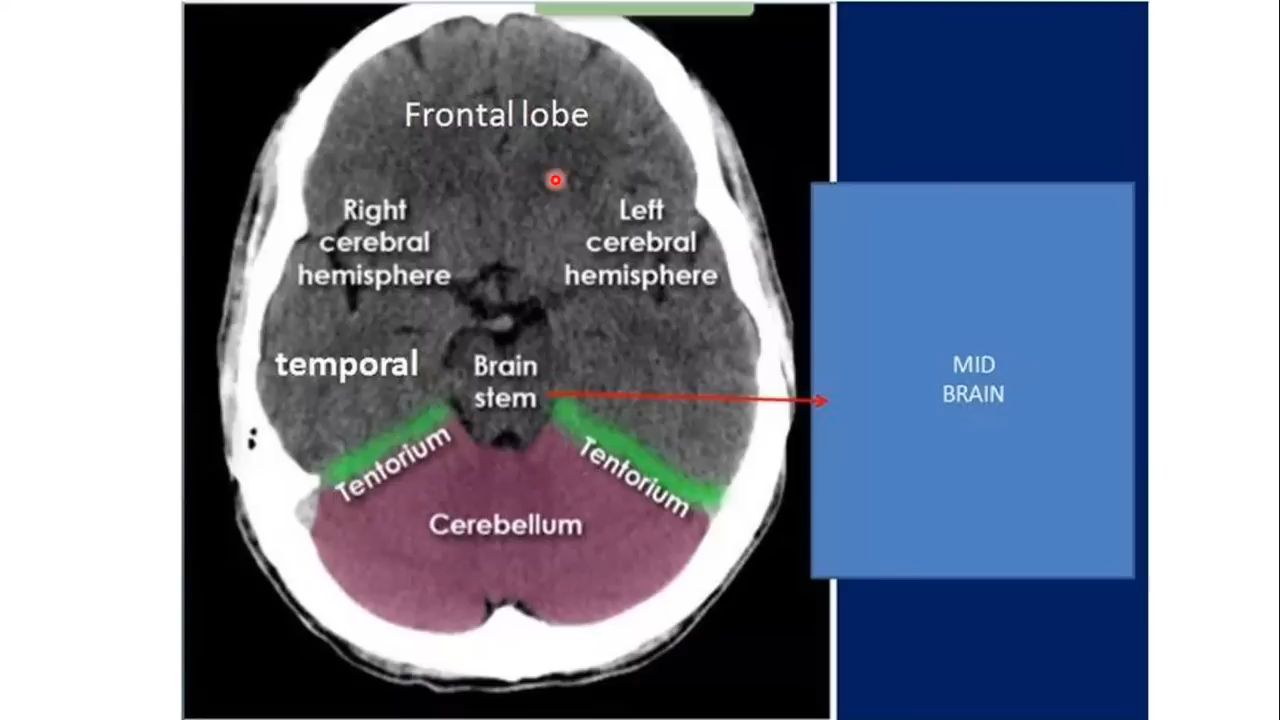 Frontal lobe
Right
cerebral
hemisphere
Left
cerebral
hemisphere
temporal
Brain
stem
MID
BRAIN
Tentorium
Tentorium
Cerebellum